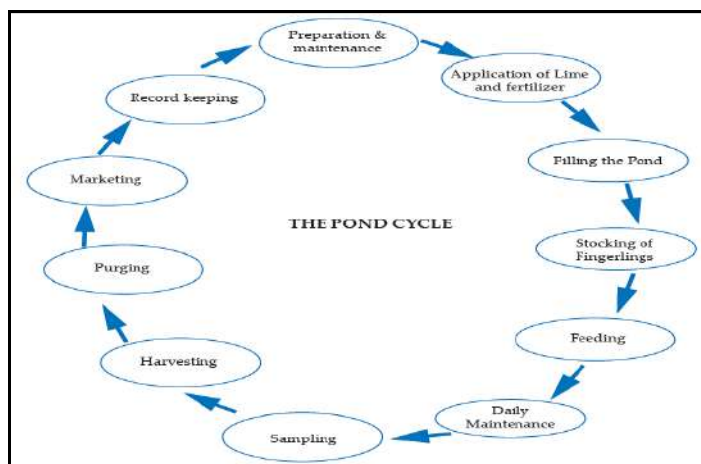 Preparation &
maintenance
Application of Lime
and fertilizer
Filling the Pond
Stocking of
Fingerlings
Feeding
Daily
Maintenance
Sampling
Harvesting
Purging
Marketing
Record keeping
THE POND CYCLE